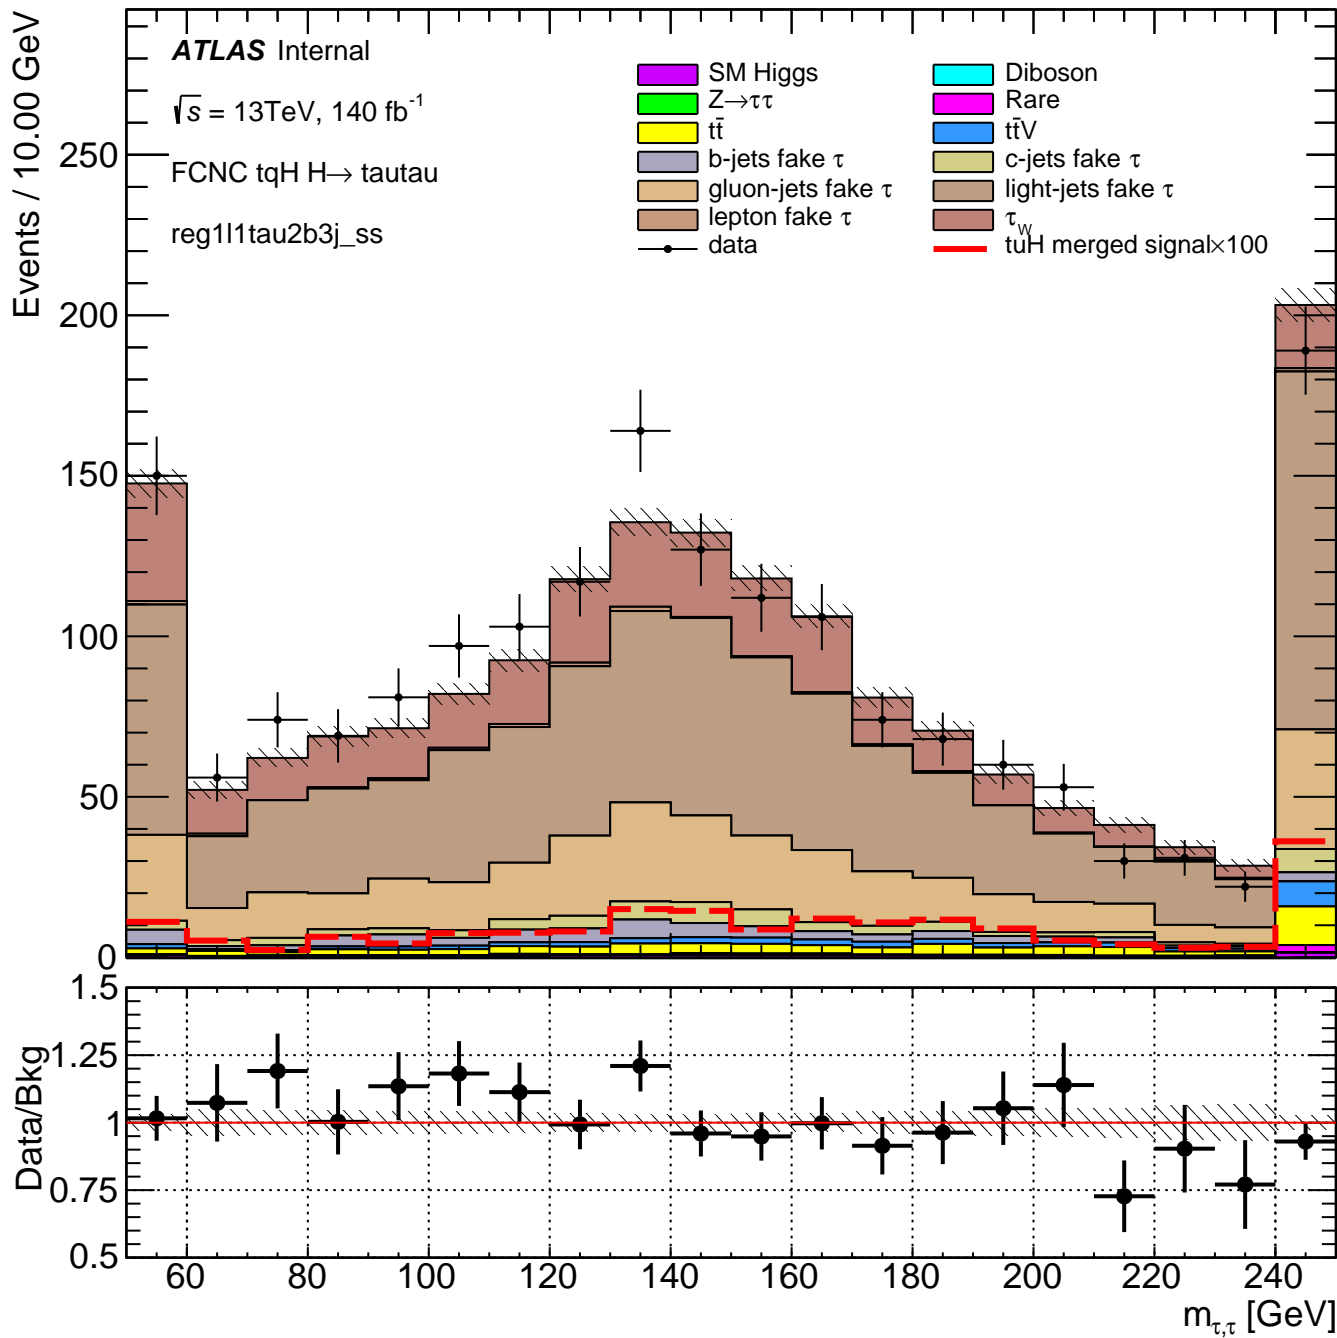 Events / 10.00 GeV
ATLAS Internal
√s = 13TeV, 140 fb⁻¹
FCNC tqH H→ tautau
reg1l1tau2b3j_ss
SM Higgs
Z→ττ
tt̄
b-jets fake τ
gluon-jets fake τ
lepton fake τ
data
Diboson
Rare
tt̄V
c-jets fake τ
light-jets fake τ
τ_W
tuH merged signal×100
250
200
150
100
50
0
Data/Bkg
1.5
1.25
1
0.75
0.5
60 80 100 120 140 160 180 200 220 240
m_τ,τ [GeV]